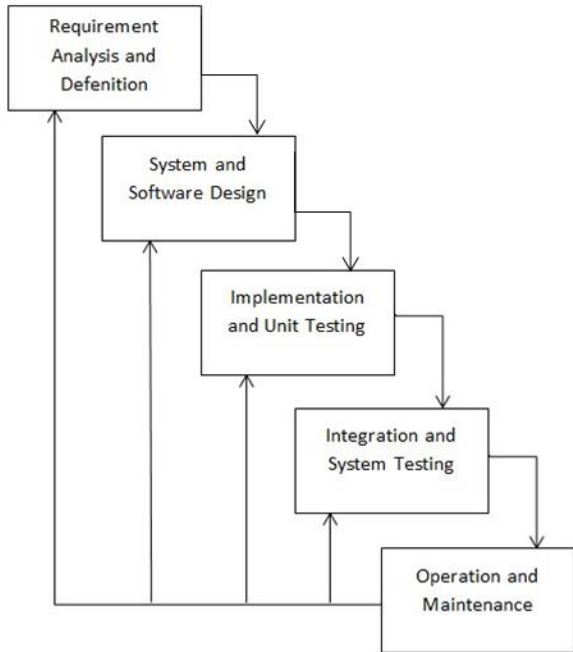 Requirement
Analysis and
Defenition
System and
Software Design
Implementation
and Unit Testing
Integration and
System Testing
Operation and
Maintenance